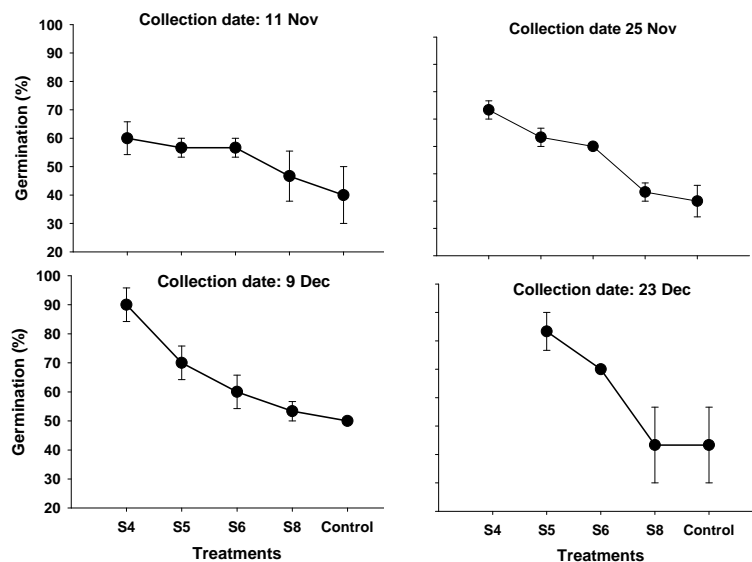 Collection date: 11 Nov
100
90
80
70
60
50
40
30
20
Germination (%)
Collection date 25 Nov
Collection date: 9 Dec
100
90
80
70
60
50
40
30
20
Germination (%)
S4 S5 S6 S8 Control
Treatments
Collection date: 23 Dec
S4 S5 S6 S8 Control
Treatments